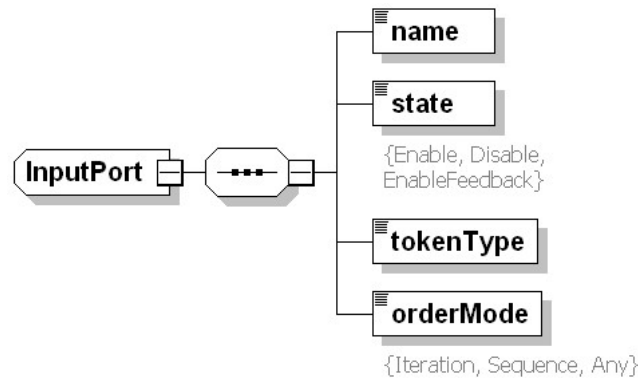 name
state
{Enable, Disable,
EnableFeedback}
InputPort
tokenType
orderMode
{Iteration, Sequence, Any}